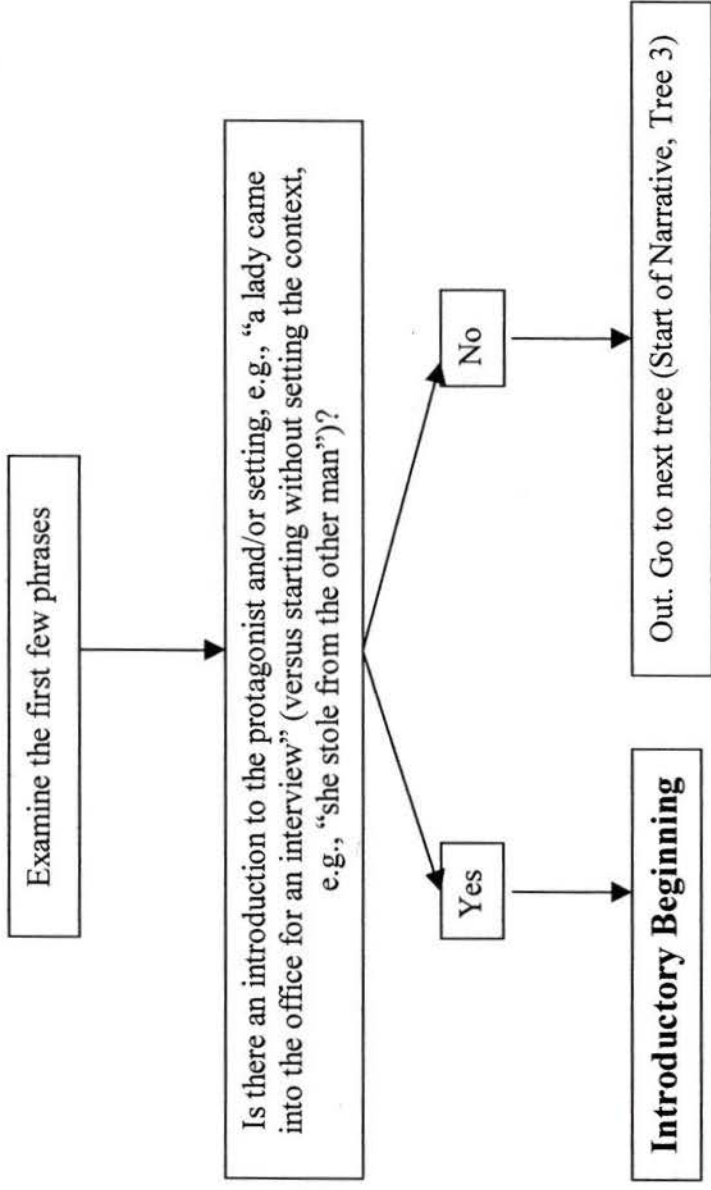 Examine the first few phrases
Is there an introduction to the protagonist and/or setting, e.g., “a lady came
into the office for an interview” (versus starting without setting the context,
e.g., “she stole from the other man”)?
Yes
No
Introductory Beginning
Out. Go to next tree (Start of Narrative, Tree 3)